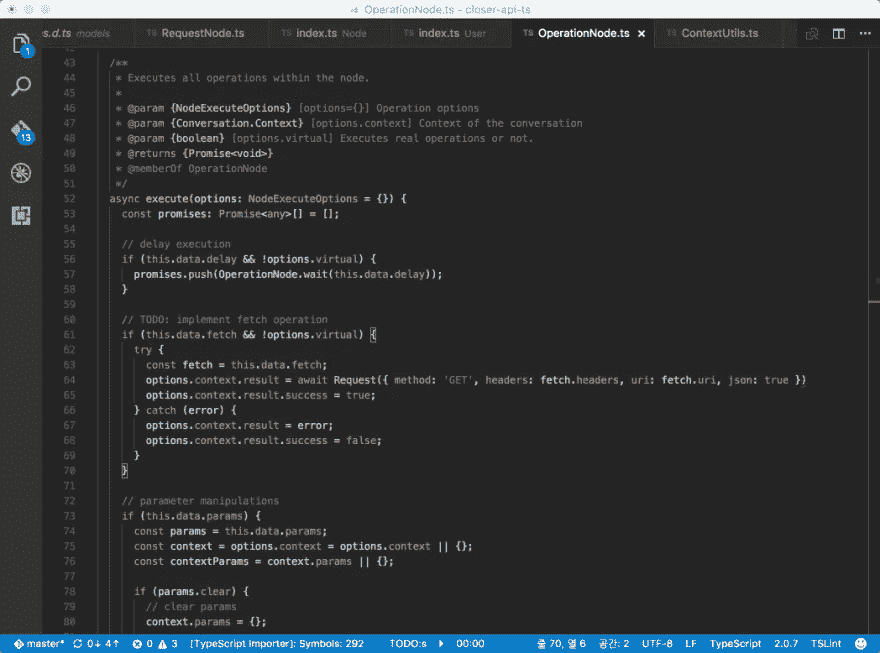 OperationNode.ts - closer-api-ts
s.d.ts models TS RequestNode.ts TS index.ts Node TS index.ts User TS OperationNode.ts × TS ContextUtils.ts
1
13
43 /**
44 * Executes all operations within the node.
45 *
46 * @param {NodeExecuteOptions} [options={}] Operation options
47 * @param {Conversation.Context} [options.context] Context of the conversation
48 * @param {boolean} [options.virtual] Executes real operations or not.
49 * @returns {Promise<void>}
50 * @memberOf OperationNode
51 */
52 async execute(options: NodeExecuteOptions = {}) {
53 const promises: Promise<any>[] = [];
54
55 // delay execution
56 if (this.data.delay && !options.virtual) {
57 promises.push(OperationNode.wait(this.data.delay));
58 }
59
60 // TODO: implement fetch operation
61 if (this.data.fetch && !options.virtual) {
62 try {
63 const fetch = this.data.fetch;
64 options.context.result = await Request({ method: 'GET', headers: fetch.headers, uri: fetch.uri, json: true })
65 options.context.result.success = true;
66 } catch (error) {
67 options.context.result = error;
68 options.context.result.success = false;
69 }
70 }
71
72 // parameter manipulations
73 if (this.data.params) {
74 const params = this.data.params;
75 const context = options.context = options.context || {};
76 const contextParams = context.params || {};
77
78 if (params.clear) {
79 // clear params
80 context.params = {};
master* 0↓ 4↑ 0 3 [TypeScript Importer]: Symbols: 292 TODO:s 00:00 줄 70, 열 6 공간: 2 UTF-8 LF TypeScript 2.0.7 TSLint